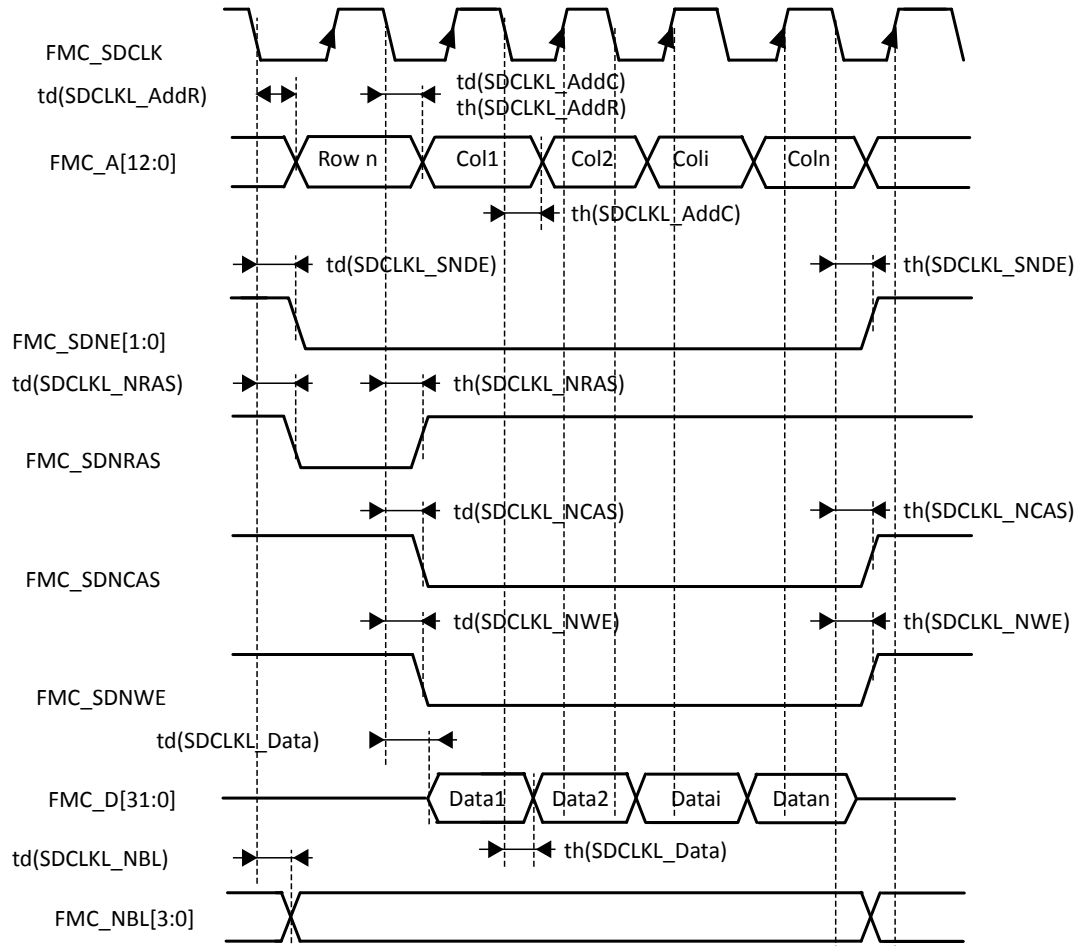 FMC_SDCLK
td(SDCLKL_AddR)
td(SDCLKL_AddC)
th(SDCLKL_AddR)
FMC_A[12:0]
Row n
Col1
Col2
Coli
Coln
th(SDCLKL_AddC)
td(SDCLKL_SNDE)
th(SDCLKL_SNDE)
FMC_SDNE[1:0]
td(SDCLKL_NRAS)
th(SDCLKL_NRAS)
FMC_SDNRAS
td(SDCLKL_NCAS)
th(SDCLKL_NCAS)
FMC_SDNCAS
td(SDCLKL_NWE)
th(SDCLKL_NWE)
FMC_SDNWE
td(SDCLKL_Data)
FMC_D[31:0]
Data1
Data2
Datai
Datan
td(SDCLKL_NBL)
th(SDCLKL_Data)
FMC_NBL[3:0]